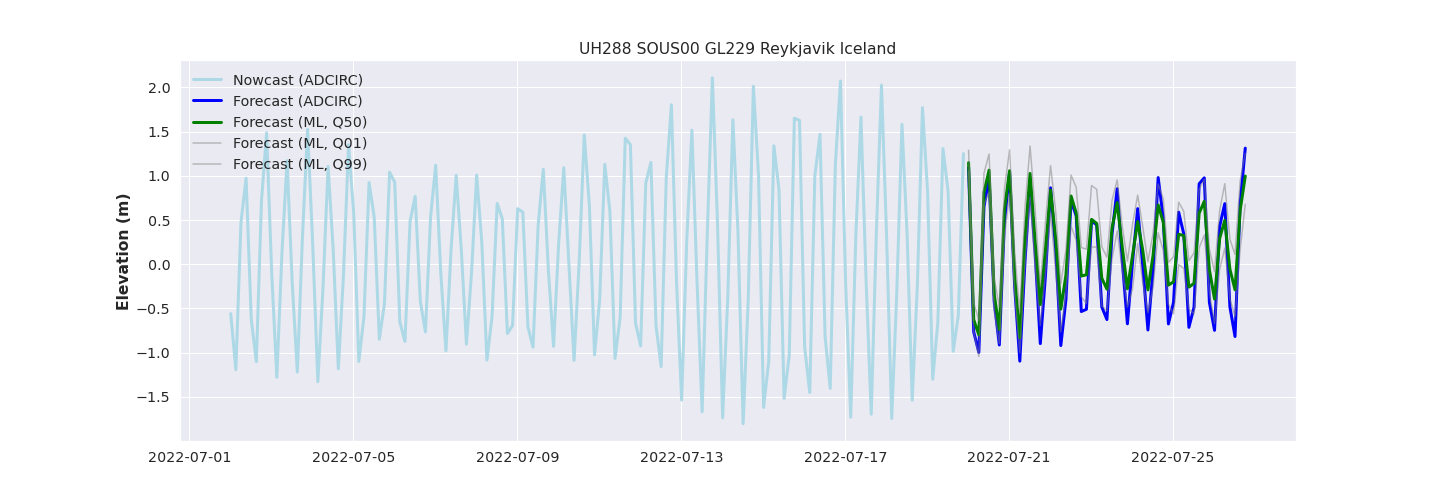 UH288 SOUS00 GL229 Reykjavik Iceland
Nowcast (ADCIRC)
Forecast (ADCIRC)
Forecast (ML, Q50)
Forecast (ML, Q01)
Forecast (ML, Q99)
Elevation (m)
2.0
1.5
1.0
0.5
0.0
−0.5
−1.0
−1.5
2022-07-01 2022-07-05 2022-07-09 2022-07-13 2022-07-17 2022-07-21 2022-07-25